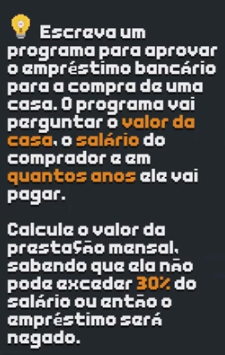 Escreva um
programa para aprovar
o empréstimo bancário
para a compra de uma
casa. O programa vai
perguntar o valor da
casa, o salário do
comprador e em
quantos anos ele vai
pagar.
Calcule o valor da
prestação mensal,
sabendo que ela não
pode exceder 30% do
salário ou então o
empréstimo será
negado.